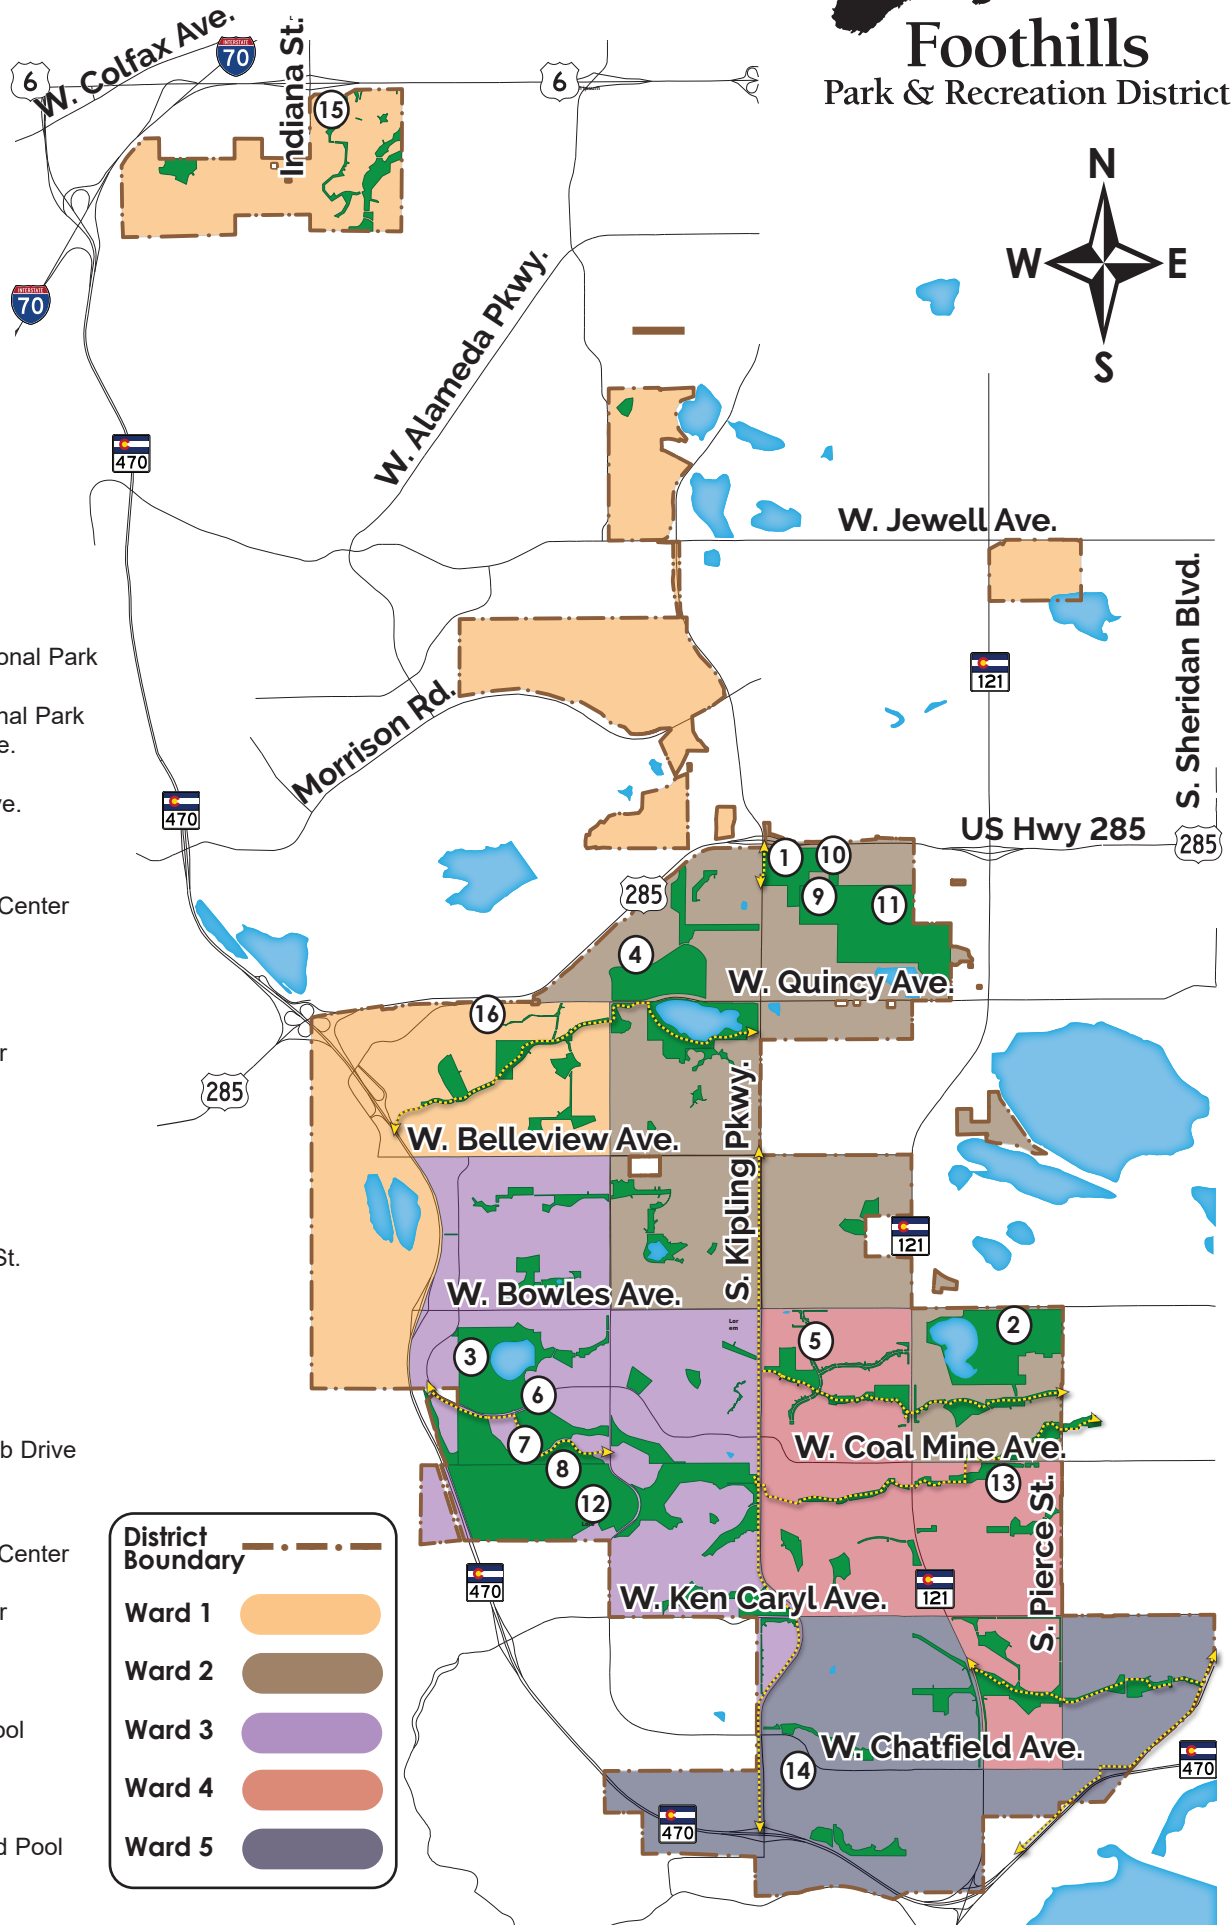 Foothills
Park & Recreation District
W. Colfax Ave.
INTERSTATE
70
Indiana St.
6
6
15
N
W
E
S
INTERSTATE
70
W. Alameda Pkwy.
470
W. Jewell Ave.
S. Sheridan Blvd.
121
onal Park
nal Park
e.
Morrison Rd.
ve.
470
US Hwy 285
285
1
10
285
9
11
Center
4
W. Quincy Ave.
16
r
285
S. Kipling Pkwy.
W. Belleview Ave.
121
St.
W. Bowles Ave.
Lor
em
2
5
3
6
7
W. Coal Mine Ave.
b Drive
8
13
12
S. Pierce St.
District
Boundary
Center
470
121
Ward 1
W. Ken Caryl Ave.
r
Ward 2
Ward 3
ool
W. Chatfield Ave.
470
14
Ward 4
470
Ward 5
d Pool